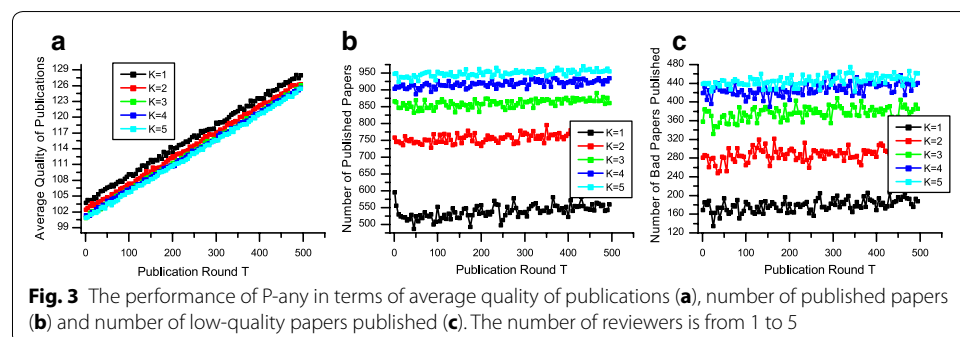 a
Average Quality of Publications
129
126
123
120
117
114
111
108
105
102
99
K=1
K=2
K=3
K=4
K=5
0 100 200 300 400 500
Publication Round T
b
Number of Published Papers
950
900
850
800
750
700
650
600
550
500
K=1
K=2
K=3
K=4
K=5
0 100 200 300 400 500
Publication Round T
c
Number of Bad Papers Published
480
440
400
360
320
280
240
200
160
120
K=1
K=2
K=3
K=4
K=5
0 100 200 300 400 500
Publication Round T
Fig. 3 The performance of P-any in terms of average quality of publications (a), number of published papers
(b) and number of low-quality papers published (c). The number of reviewers is from 1 to 5